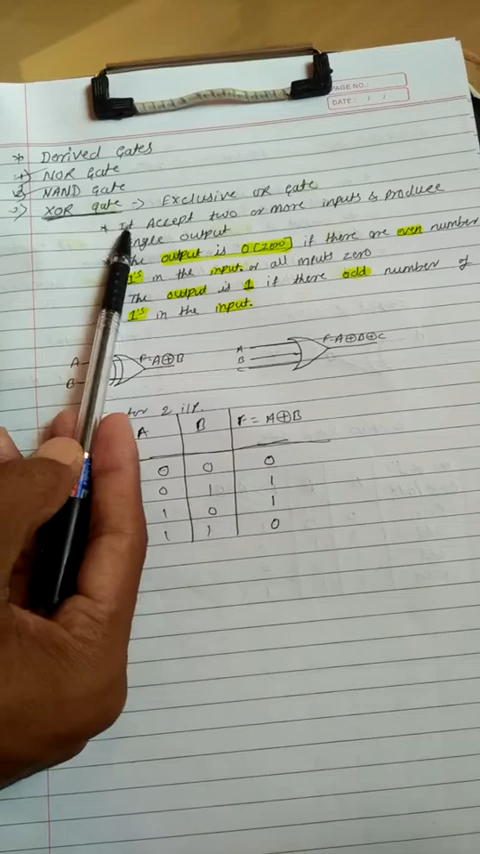 PAGE NO.:
DATE: / /
* Derived Gates
1) NOR Gate
2) NAND Gate
3) XOR gate -> Exclusive OR gate
* It Accept two or more inputs & produce
single output
The output is 0 (zero) if there are even number
1's in the input or all inputs zero
The output is 1 if there odd number of
1's in the input.
A B F=A⊕B
A B C F=A⊕B⊕C
for 2 i/p.
A B F = A⊕B
0 0 0
0 1 1
1 0 1
1 1 0